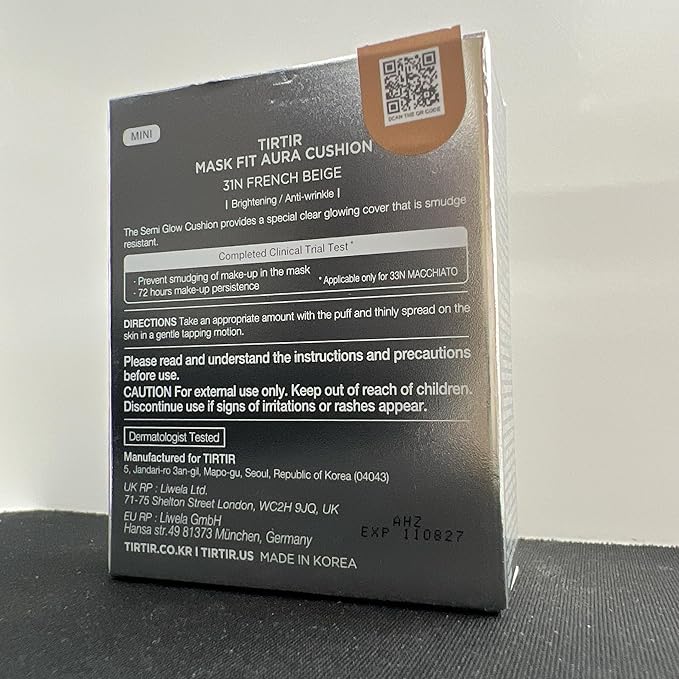 SCAN THE QR CODE
MINI
TIRTIR
MASK FIT AURA CUSHION
31N FRENCH BEIGE
| Brightening / Anti-wrinkle |
The Semi Glow Cushion provides a special clear glowing cover that is smudge
resistant.
Completed Clinical Trial Test*
- Prevent smudging of make-up in the mask
- 72 hours make-up persistence
*Applicable only for 33N MACCHIATO
DIRECTIONS Take an appropriate amount with the puff and thinly spread on the
skin in a gentle tapping motion.
Please read and understand the instructions and precautions
before use.
CAUTION For external use only. Keep out of reach of children.
Discontinue use if signs of irritations or rashes appear.
Dermatologist Tested
Manufactured for TIRTIR
5, Jandari-ro 3an-gil, Mapo-gu, Seoul, Republic of Korea (04043)
UK RP : Liwela Ltd.
71-75 Shelton Street London, WC2H 9JQ, UK
EU RP : Liwela GmbH
Hansa str.49 81373 München, Germany
TIRTIR.CO.KR | TIRTIR.US MADE IN KOREA
AHZ
EXP 110827